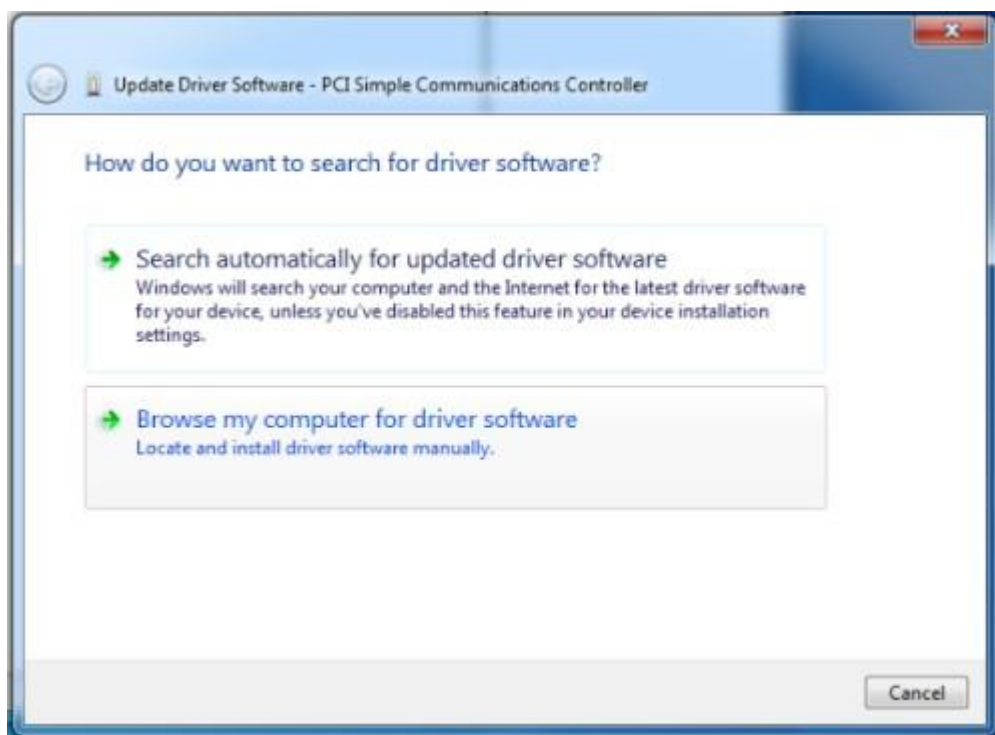 Update Driver Software - PCI Simple Communications Controller
How do you want to search for driver software?
Search automatically for updated driver software
Windows will search your computer and the Internet for the latest driver software
for your device, unless you've disabled this feature in your device installation
settings.
Browse my computer for driver software
Locate and install driver software manually.
Cancel